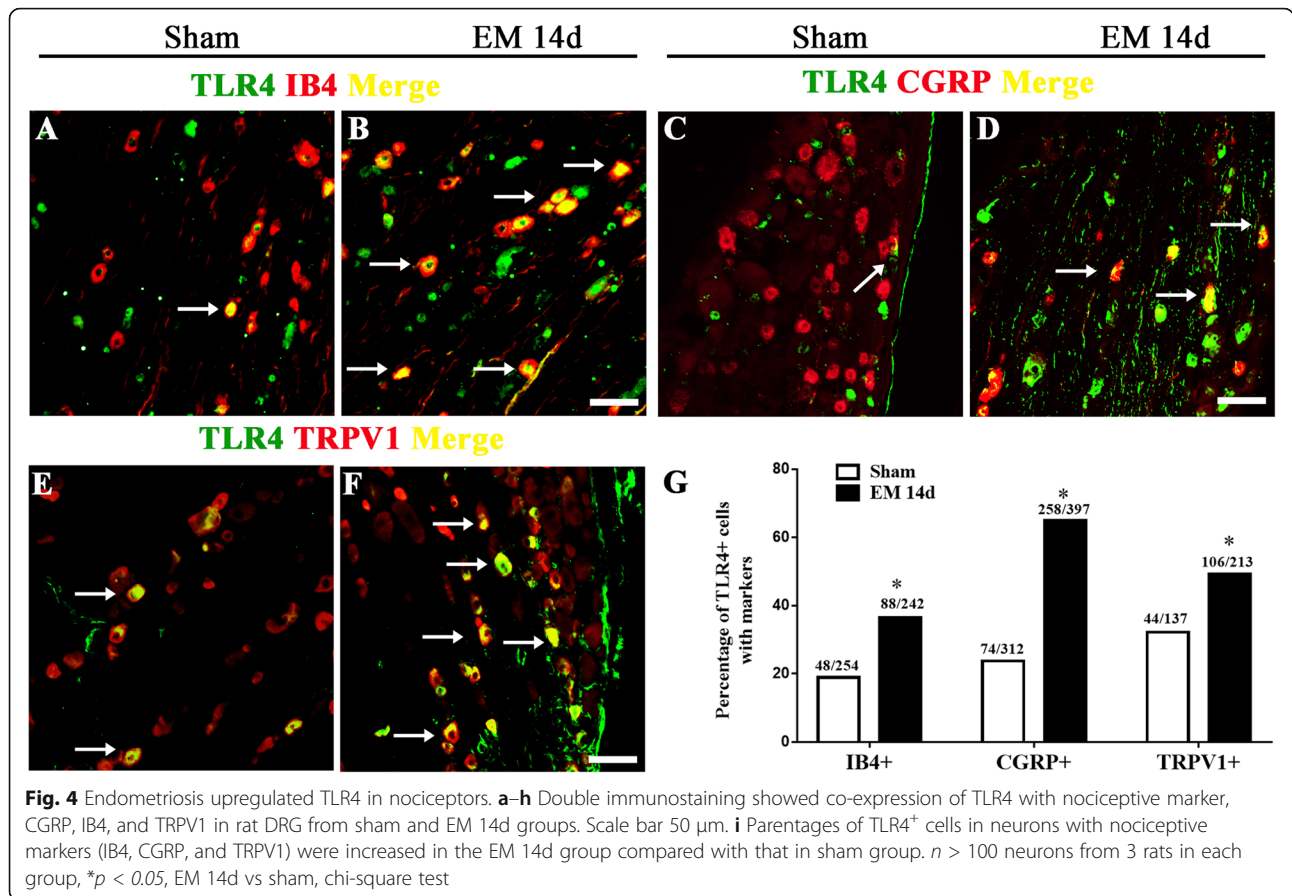 Sham EM 14d Sham EM 14d
TLR4 IB4 Merge TLR4 CGRP Merge
A B C D
TLR4 TRPV1 Merge
E F G
80
60
40
20
0
Percentage of TLR4+ cells
with markers
Sham
EM 14d
48/254
*
88/242
74/312
*
258/397
44/137
*
106/213
IB4+ CGRP+ TRPV1+
Fig. 4 Endometriosis upregulated TLR4 in nociceptors. a–h Double immunostaining showed co-expression of TLR4 with nociceptive marker,
CGRP, IB4, and TRPV1 in rat DRG from sham and EM 14d groups. Scale bar 50 μm. i Parentages of TLR4⁺ cells in neurons with nociceptive
markers (IB4, CGRP, and TRPV1) were increased in the EM 14d group compared with that in sham group. n > 100 neurons from 3 rats in each
group, *p < 0.05, EM 14d vs sham, chi-square test